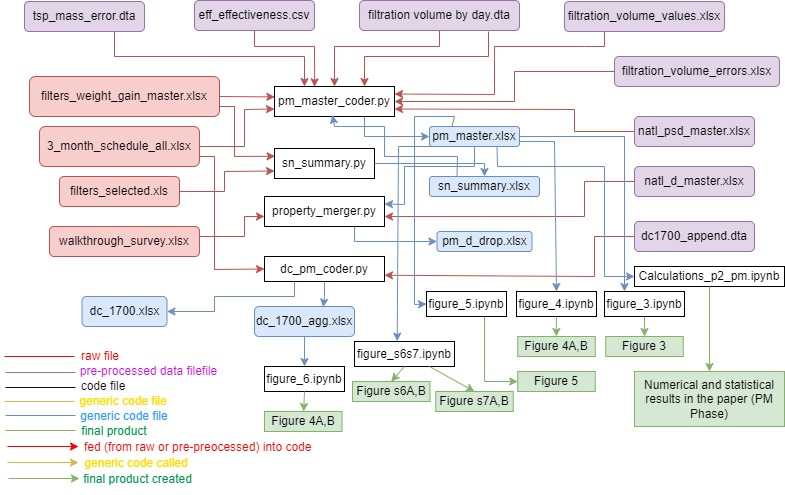 tsp_mass_error.dta
eff_effectiveness.csv
filtration volume by day.dta
filtration_volume_values.xlsx
filters_weight_gain_master.xlsx
pm_master_coder.py
filtration_volume_errors.xlsx
3_month_schedule_all.xlsx
pm_master.xlsx
natl_psd_master.xlsx
sn_summary.py
filters_selected.xls
sn_summary.xlsx
natl_d_master.xlsx
property_merger.py
walkthrough_survey.xlsx
pm_d_drop.xlsx
dc1700_append.dta
dc_pm_coder.py
Calculations_p2_pm.ipynb
dc_1700.xlsx
dc_1700_agg.xlsx
figure_5.ipynb
figure_4.ipynb
figure_3.ipynb
Figure 4A,B
Figure 3
figure_s6s7.ipynb
figure_6.ipynb
Figure s6A,B
Figure s7A,B
Figure 5
Numerical and statistical
results in the paper (PM
Phase)
Figure 4A,B
raw file
pre-processed data filefile
code file
generic code file
generic code file
final product
fed (from raw or pre-preocessed) into code
generic code called
final product created